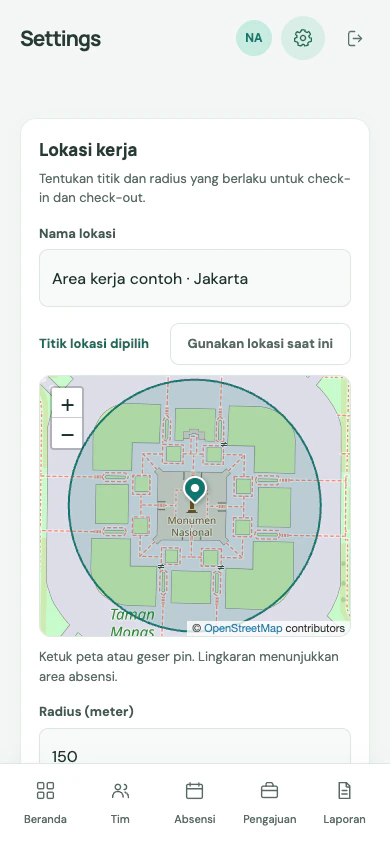 Settings
NA
Lokasi kerja
Tentukan titik dan radius yang berlaku untuk check-
in dan check-out.
Nama lokasi
Area kerja contoh · Jakarta
Titik lokasi dipilih
Gunakan lokasi saat ini
+
−
Monumen
Nasional
Taman
Monas
© OpenStreetMap contributors
Ketuk peta atau geser pin. Lingkaran menunjukkan
area absensi.
Radius (meter)
150
Beranda
Tim
Absensi
Pengajuan
Laporan